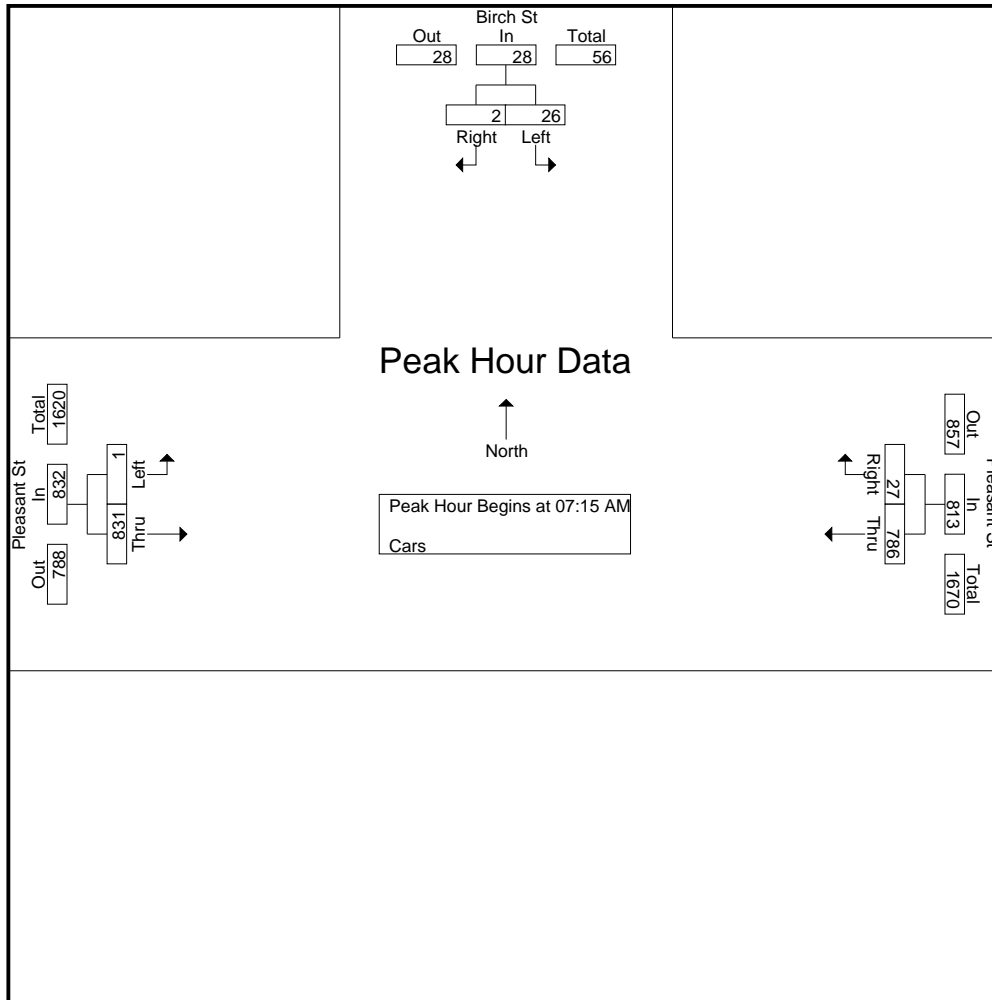 Birch St
Out In Total
28 28 56
2 26
Right Left
Peak Hour Data
North
Peak Hour Begins at 07:15 AM
Cars
Pleasant St
Total In Out
1620 832 788
1 831
Left Thru
Pleasant St
Out In Total
857 813 1670
27 786
Right Thru